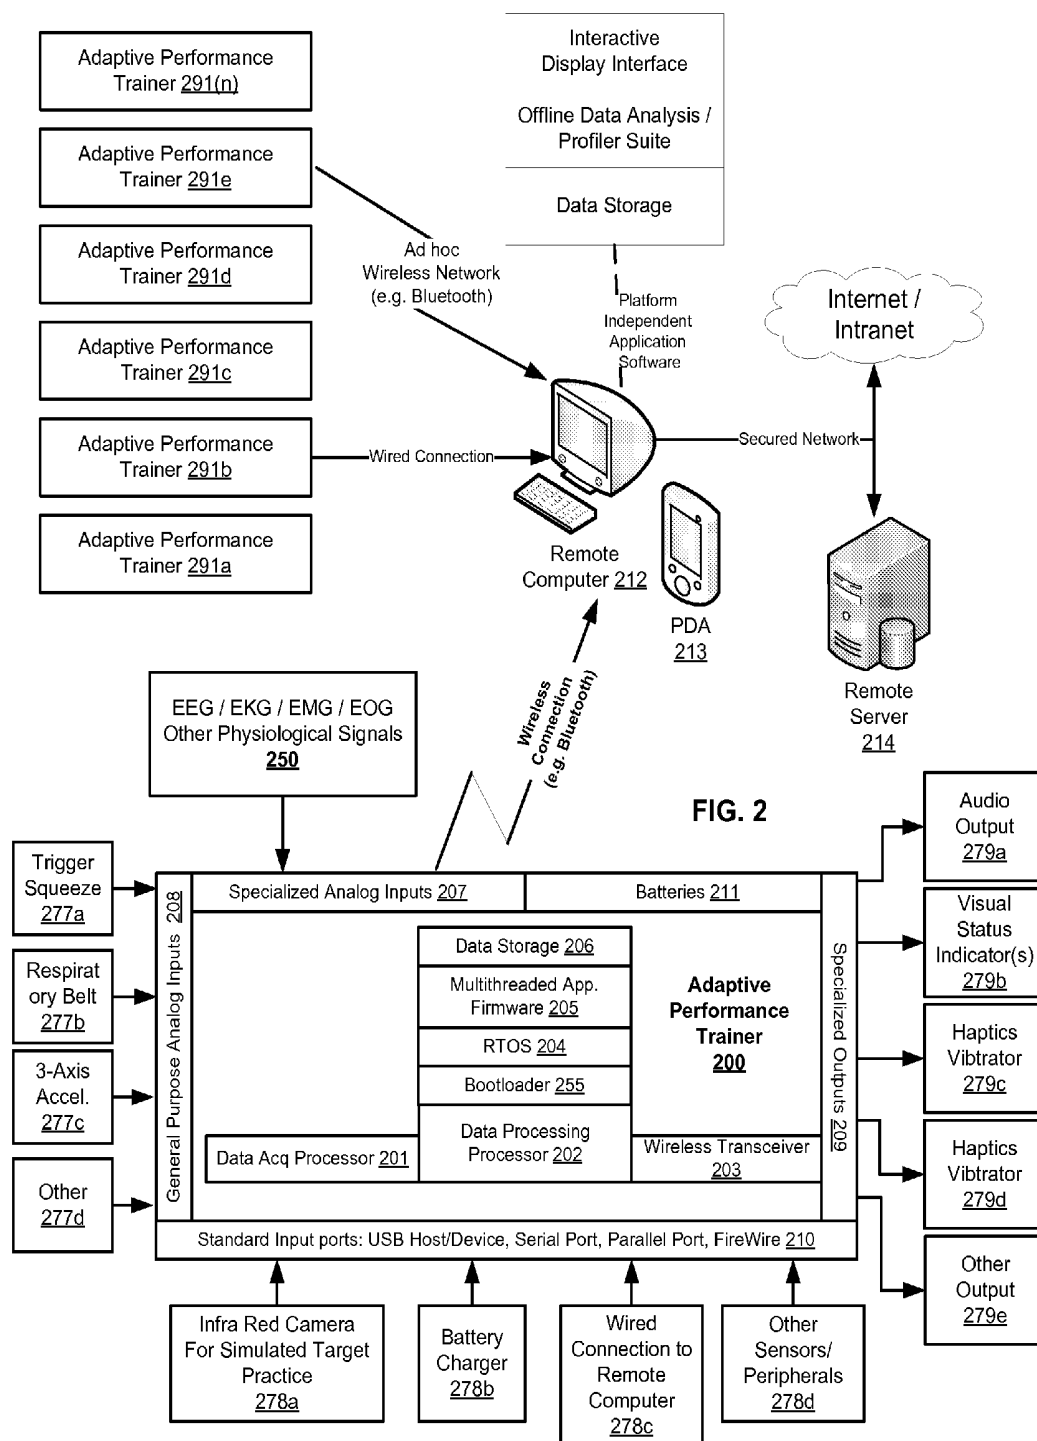 Adaptive Performance
Trainer 291(n)
Adaptive Performance
Trainer 291e
Adaptive Performance
Trainer 291d
Adaptive Performance
Trainer 291c
Adaptive Performance
Trainer 291b
Adaptive Performance
Trainer 291a
Interactive
Display Interface
Offline Data Analysis /
Profiler Suite
Data Storage
Ad hoc
Wireless Network
(e.g. Bluetooth)
Platform
Independent
Application
Software
Internet /
Intranet
Wired Connection
Secured Network
Remote
Computer 212
PDA
213
Remote
Server
214
Wireless
Connection
(e.g. Bluetooth)
EEG / EKG / EMG / EOG
Other Physiological Signals
250
FIG. 2
Trigger
Squeeze
277a
Respirat
ory Belt
277b
3-Axis
Accel.
277c
Other
277d
General Purpose Analog Inputs 208
Specialized Analog Inputs 207
Batteries 211
Data Storage 206
Multithreaded App.
Firmware 205
RTOS 204
Bootloader 255
Data Processing
Processor 202
Data Acq Processor 201
Wireless Transceiver
203
Adaptive
Performance
Trainer
200
Specialized Outputs 209
Standard Input ports: USB Host/Device, Serial Port, Parallel Port, FireWire 210
Audio
Output
279a
Visual
Status
Indicator(s)
279b
Haptics
Vibtrator
279c
Haptics
Vibtrator
279d
Other
Output
279e
Infra Red Camera
For Simulated Target
Practice
278a
Battery
Charger
278b
Wired
Connection to
Remote
Computer
278c
Other
Sensors/
Peripherals
278d